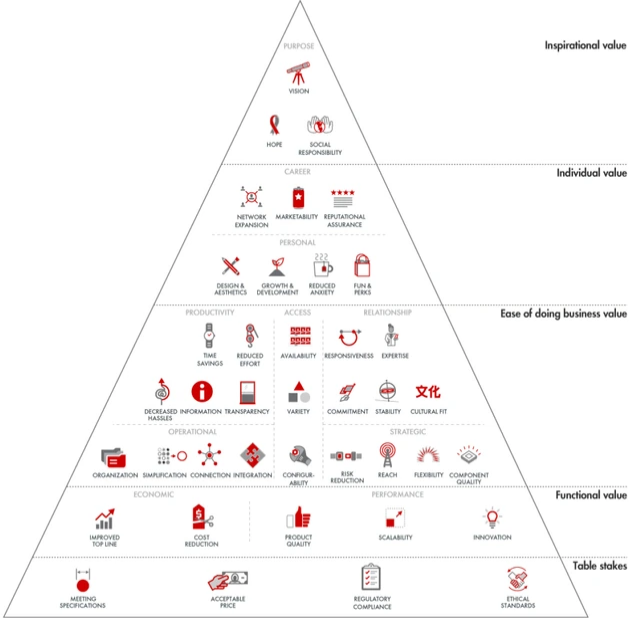 PURPOSE
Inspirational value
VISION
HOPE
SOCIAL
RESPONSIBILITY
Individual value
CAREER
NETWORK
EXPANSION
MARKETABILITY
REPUTATIONAL
ASSURANCE
PERSONAL
DESIGN &
AESTHETICS
GROWTH &
DEVELOPMENT
REDUCED
ANXIETY
FUN &
PERKS
Ease of doing business value
PRODUCTIVITY
ACCESS
RELATIONSHIP
TIME
SAVINGS
REDUCED
EFFORT
AVAILABILITY
RESPONSIVENESS
EXPERTISE
文化
DECREASED
HASSLES
INFORMATION
TRANSPARENCY
VARIETY
COMMITMENT
STABILITY
CULTURAL FIT
OPERATIONAL
STRATEGIC
ORGANIZATION
SIMPLIFICATION
CONNECTION
INTEGRATION
CONFIGUR-
ABILITY
RISK
REDUCTION
REACH
FLEXIBILITY
COMPONENT
QUALITY
Functional value
ECONOMIC
PERFORMANCE
$
IMPROVED
TOP LINE
COST
REDUCTION
PRODUCT
QUALITY
SCALABILITY
INNOVATION
Table stakes
MEETING
SPECIFICATIONS
ACCEPTABLE
PRICE
REGULATORY
COMPLIANCE
ETHICAL
STANDARDS